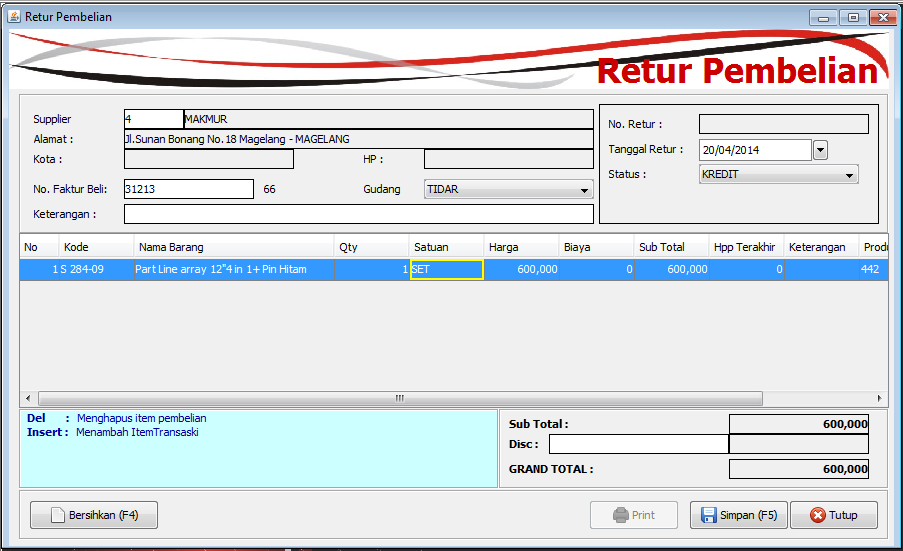 Retur Pembelian
Retur Pembelian
Supplier 4 MAKMUR
Alamat : Jl.Sunan Bonang No.18 Magelang - MAGELANG
Kota : HP :
No. Faktur Beli: 31213 66 Gudang TIDAR
Keterangan :
No. Retur :
Tanggal Retur : 20/04/2014
Status : KREDIT
No Kode Nama Barang Qty Satuan Harga Biaya Sub Total Hpp Terakhir Keterangan Produ
1 S 284-09 Part Line array 12"4 in 1+ Pin Hitam 1 SET 600,000 0 600,000 0 442
Del : Menghapus item pembelian
Insert : Menambah ItemTransaski
Sub Total : 600,000
Disc :
GRAND TOTAL : 600,000
Bersihkan (F4) Print Simpan (F5) Tutup